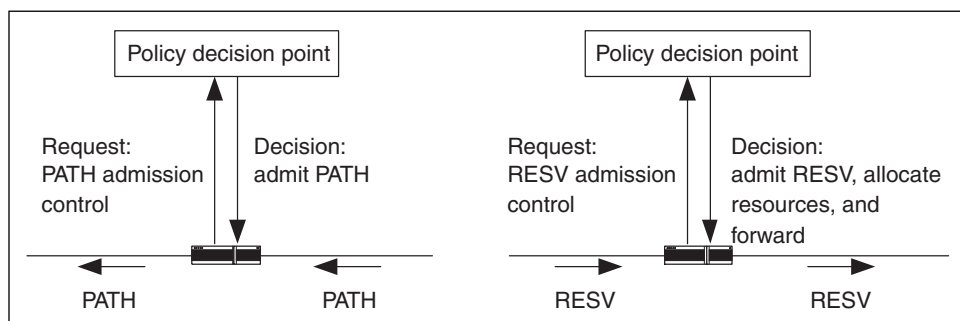 Policy decision point
Request:
PATH admission
control
Decision:
admit PATH
PATH
PATH
Policy decision point
Request:
RESV admission
control
Decision:
admit RESV, allocate
resources, and
forward
RESV
RESV